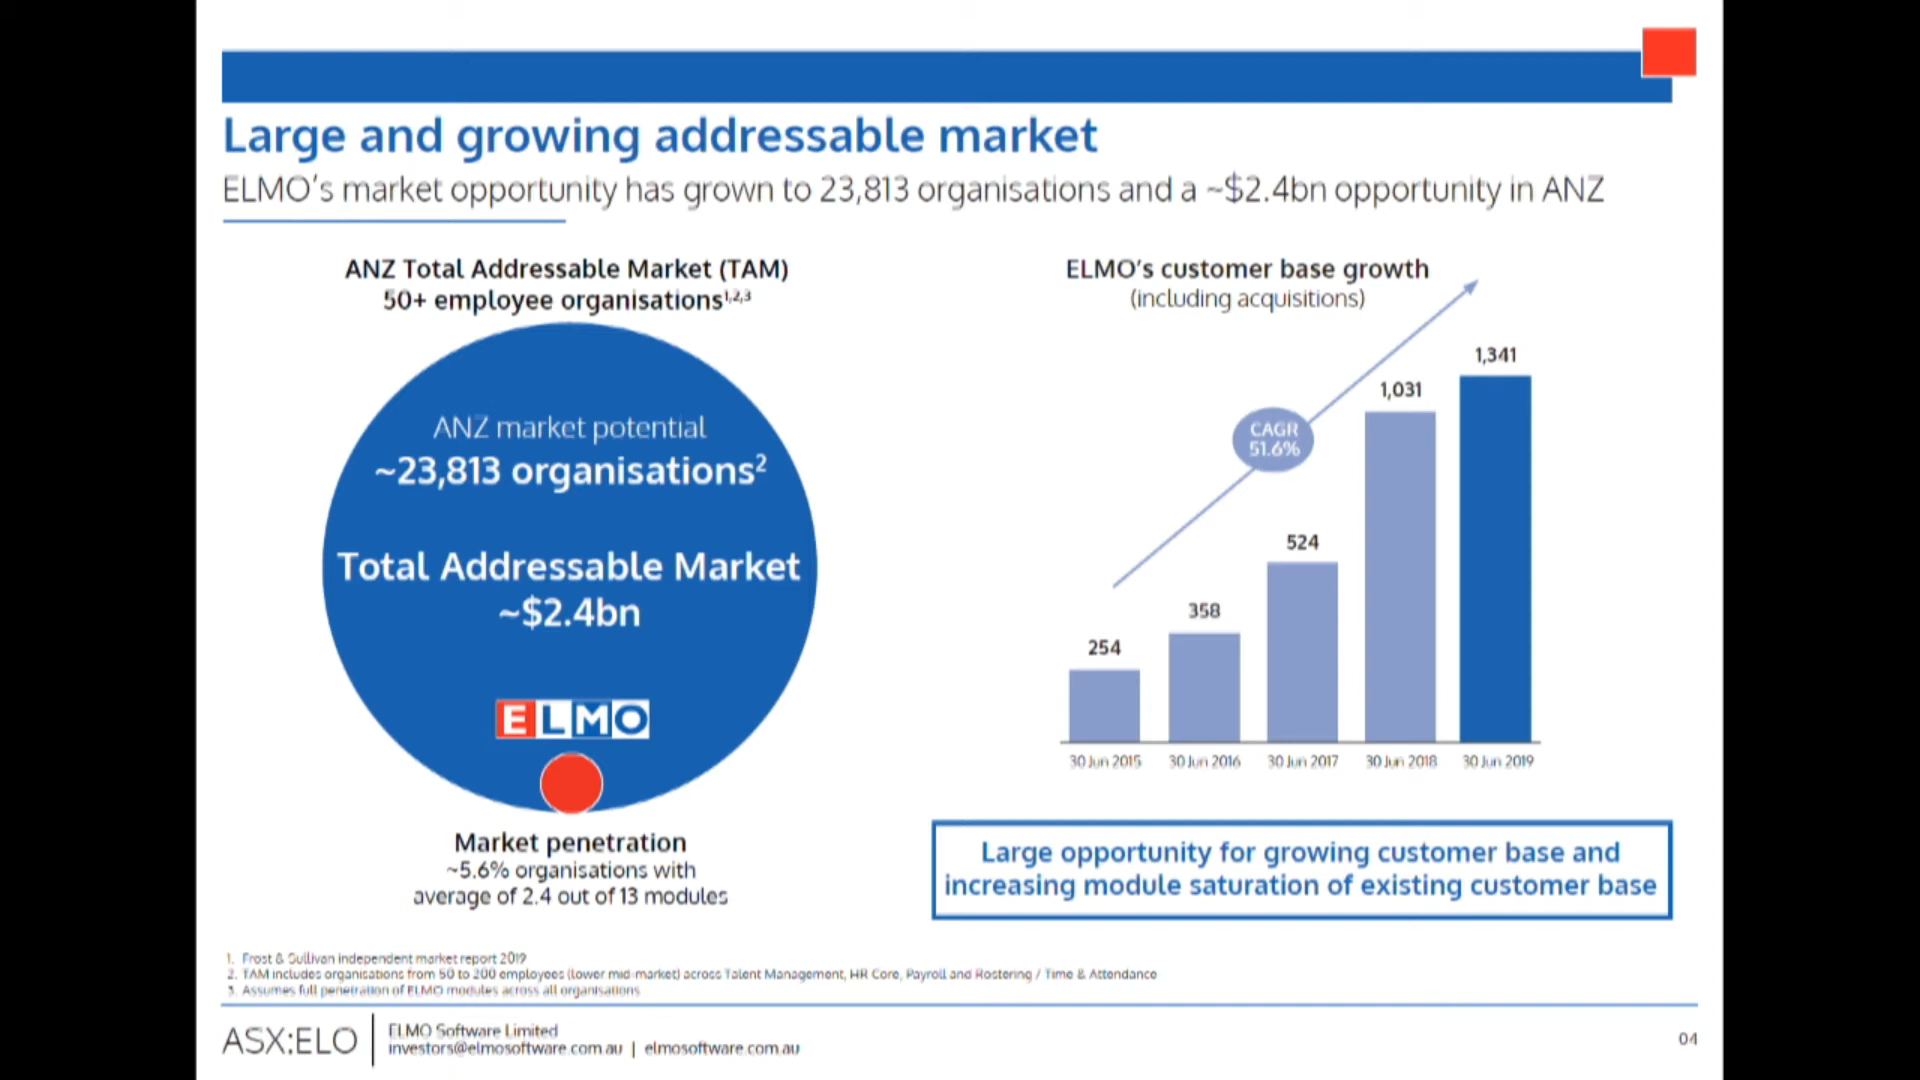 Large and growing addressable market
ELMO's market opportunity has grown to 23,813 organisations and a ~$2.4bn opportunity in ANZ
ANZ Total Addressable Market (TAM)
50+ employee organisations1,2,3
ANZ market potential
~23,813 organisations2
Total Addressable Market
~$2.4bn
ELMO
Market penetration
~5.6% organisations with
average of 2.4 out of 13 modules
ELMO's customer base growth
(including acquisitions)
CAGR
51.6%
254
358
524
1,031
1,341
30 Jun 2015
30 Jun 2016
30 Jun 2017
30 Jun 2018
30 Jun 2019
Large opportunity for growing customer base and
increasing module saturation of existing customer base
1. Frost & Sullivan independent market report 2019
2. TAM includes organisations from 50 to 200 employees (lower mid-market) across Talent Management, HR Core, Payroll and Rostering / Time & Attendance
3. Assumes full penetration of ELMO modules across all organisations
ASX:ELO
ELMO Software Limited
investors@elmosoftware.com.au | elmosoftware.com.au
04